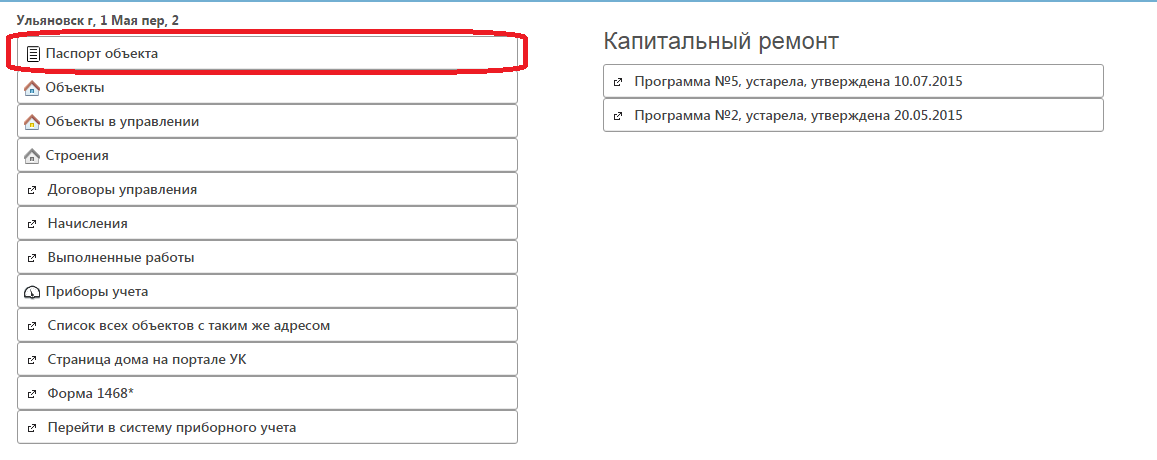 Ульяновск г, 1 Мая пер, 2
Паспорт объекта
Объекты
Объекты в управлении
Строения
Договоры управления
Начисления
Выполненные работы
Приборы учета
Список всех объектов с таким же адресом
Страница дома на портале УК
Форма 1468*
Перейти в систему приборного учета
Капитальный ремонт
Программа №5, устарела, утверждена 10.07.2015
Программа №2, устарела, утверждена 20.05.2015